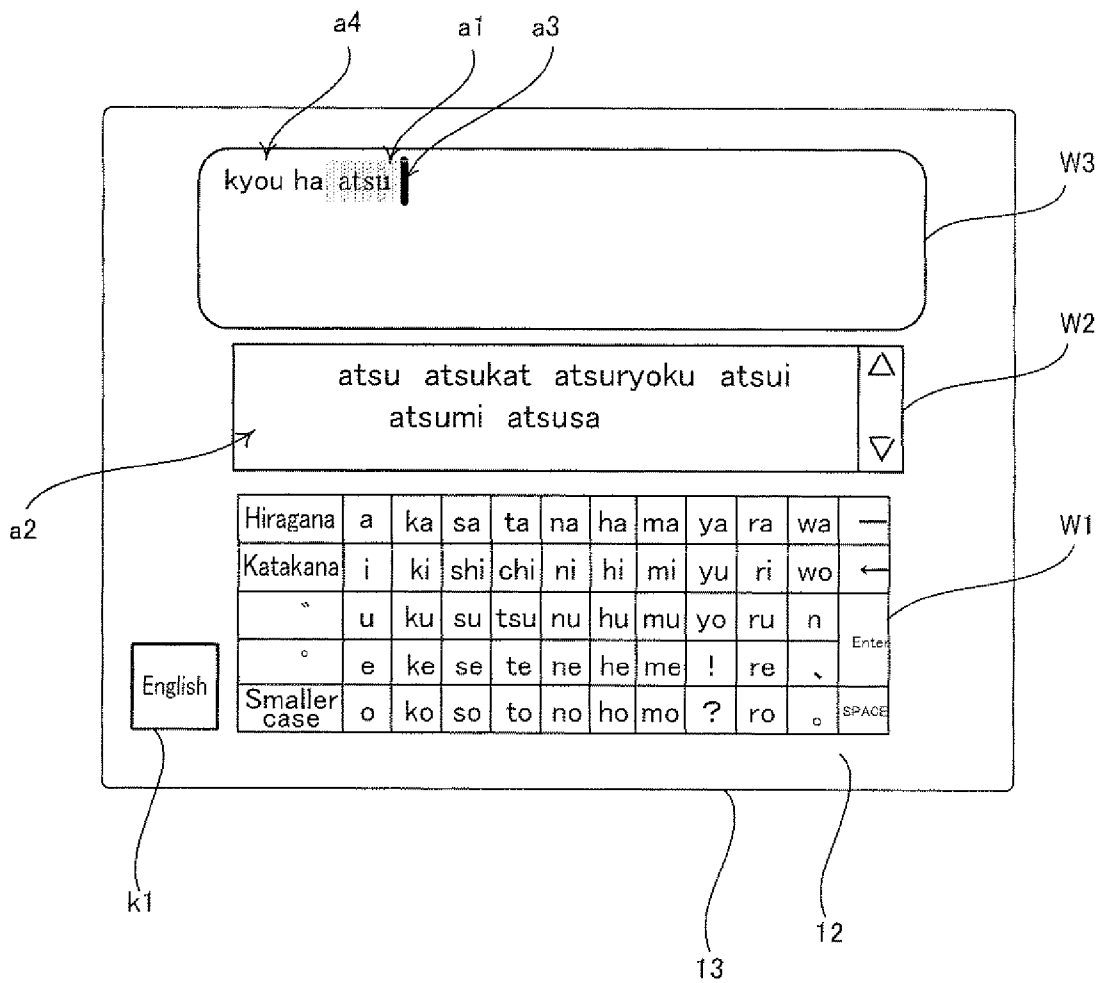 a4 a1 a3
kyou ha atsu
W3
atsu atsukat atsuryoku atsui
atsumi atsusa
W2
a2
Hiragana a ka sa ta na ha ma ya ra wa —
Katakana i ki shi chi ni hi mi yu ri wo ←
W1
゛ u ku su tsu nu hu mu yo ru n
Enter
゜ e ke se te ne he me ! re 、
English
Smaller
case o ko so to no ho mo ? ro 。 SPACE
k1
12
13